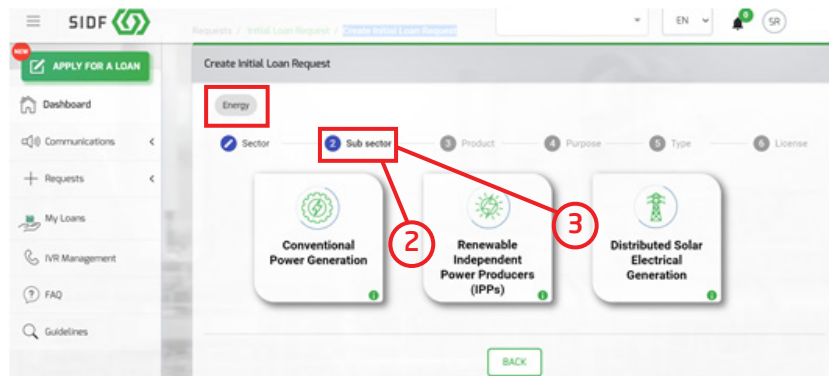 SIDF
Requests / Initial Loan Request / Create Initial Loan Request
EN
0
SR
NEW
APPLY FOR A LOAN
Create Initial Loan Request
Dashboard
Energy
Communications
Sector
2 Sub sector
3 Product
4 Purpose
5 Type
6 License
Requests
My Loans
IVR Management
FAQ
Guidelines
Conventional
Power Generation
2
Renewable
Independent
Power Producers
(IPPs)
3
Distributed Solar
Electrical
Generation
BACK